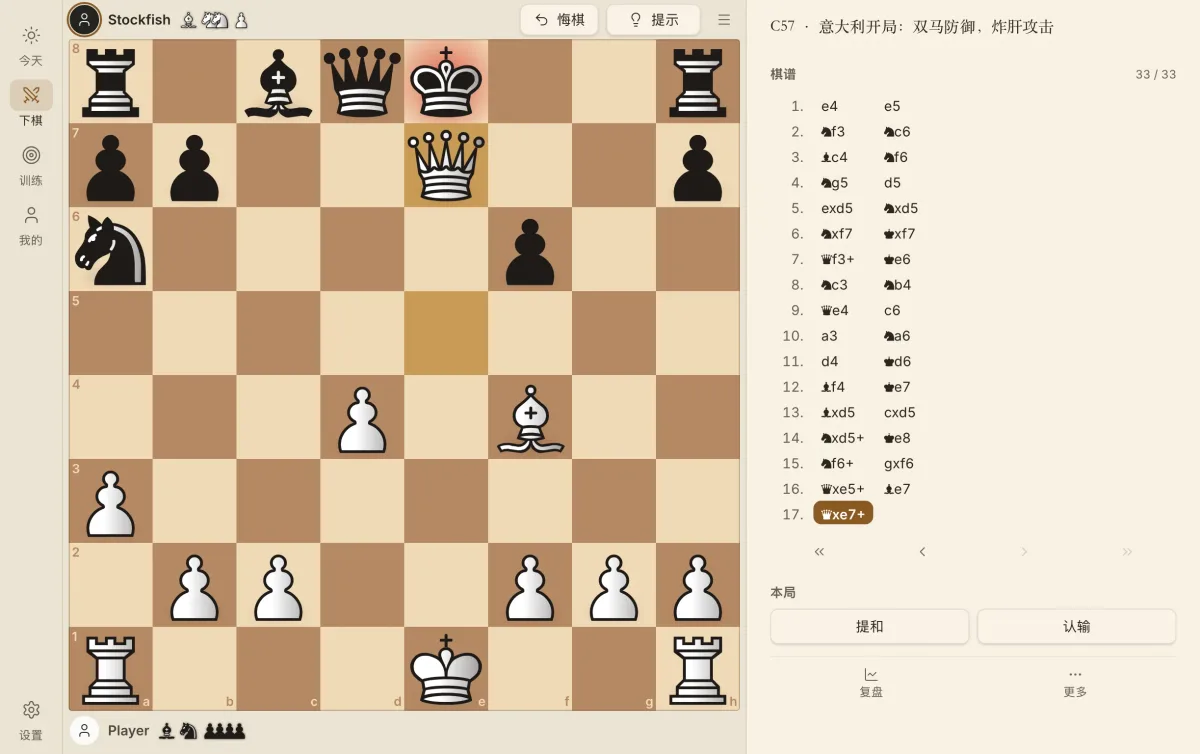 今天
下棋
训练
我的
设置
Stockfish
悔棋
提示
8
7
6
5
4
3
2
1
a
b
c
d
e
f
g
h
Player
C57 · 意大利开局：双马防御，炸肝攻击
棋谱 33 / 33
1. e4 e5
2. ♞f3 ♞c6
3. ♝c4 ♞f6
4. ♞g5 d5
5. exd5 ♞xd5
6. ♞xf7 ♚xf7
7. ♛f3+ ♚e6
8. ♞c3 ♞b4
9. ♛e4 c6
10. a3 ♞a6
11. d4 ♚d6
12. ♝f4 ♚e7
13. ♝xd5 cxd5
14. ♞xd5+ ♚e8
15. ♞f6+ gxf6
16. ♛xe5+ ♝e7
17. ♛xe7+
本局
提和 认输
复盘 更多